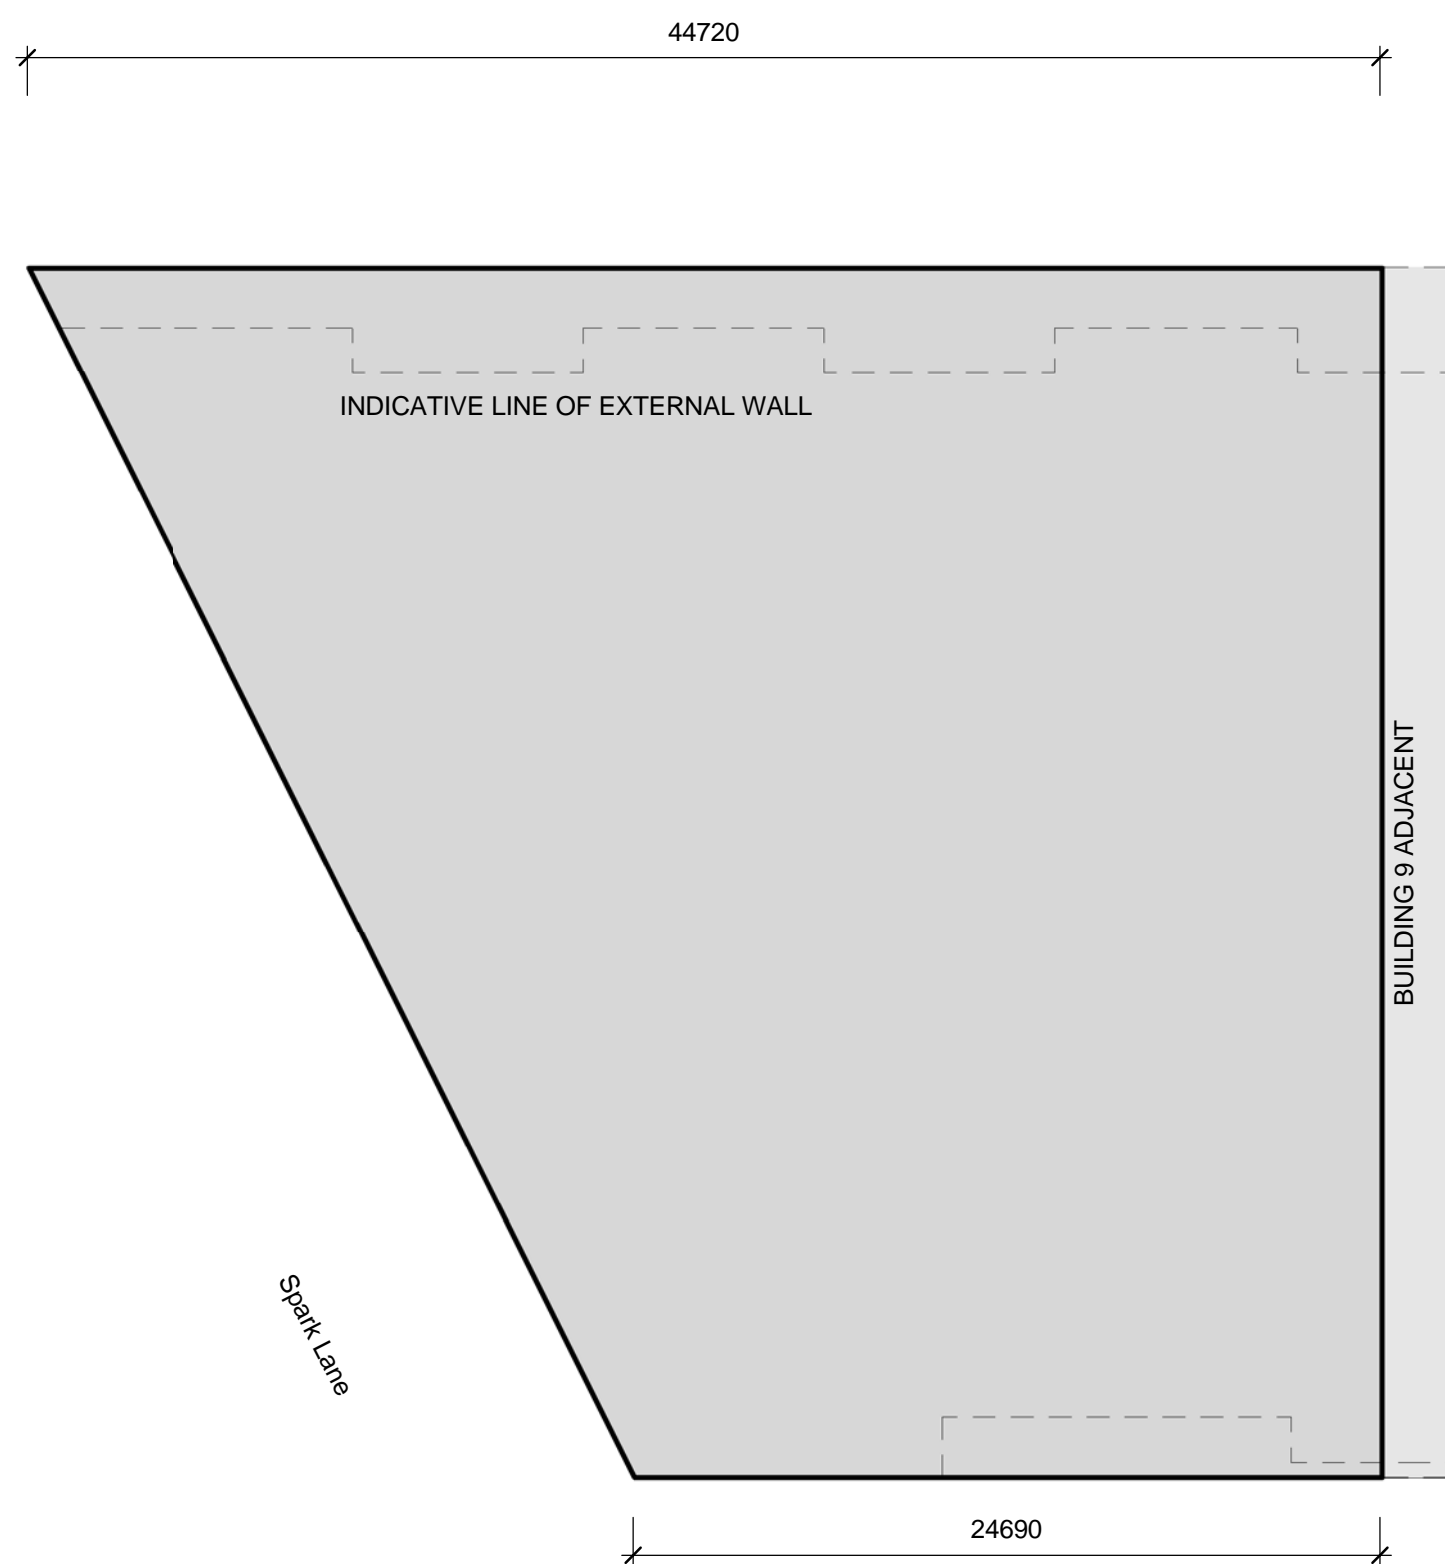 44720
INDICATIVE LINE OF EXTERNAL WALL
BUILDING 9 ADJACENT
Spark Lane
24690